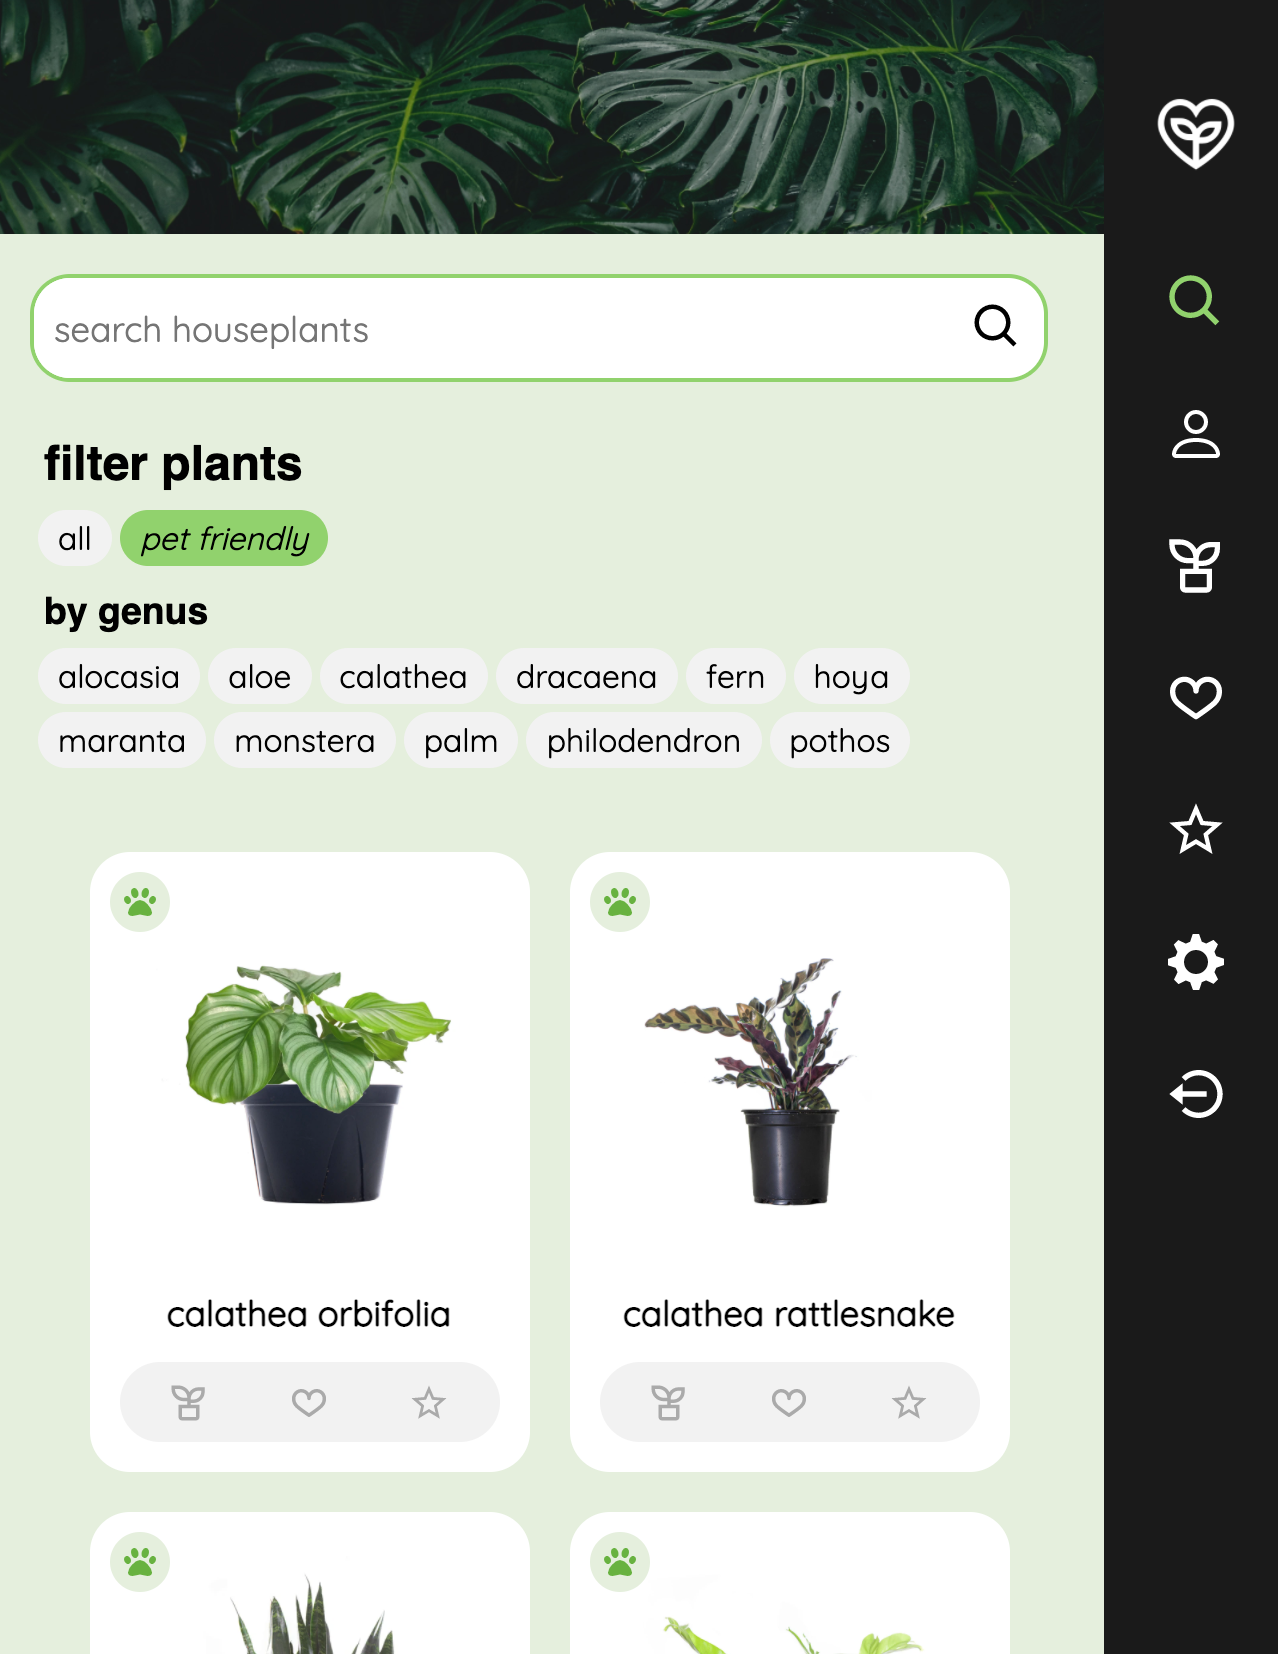 search houseplants
filter plants
all pet friendly
by genus
alocasia aloe calathea dracaena fern hoya
maranta monstera palm philodendron pothos
calathea orbifolia
calathea rattlesnake